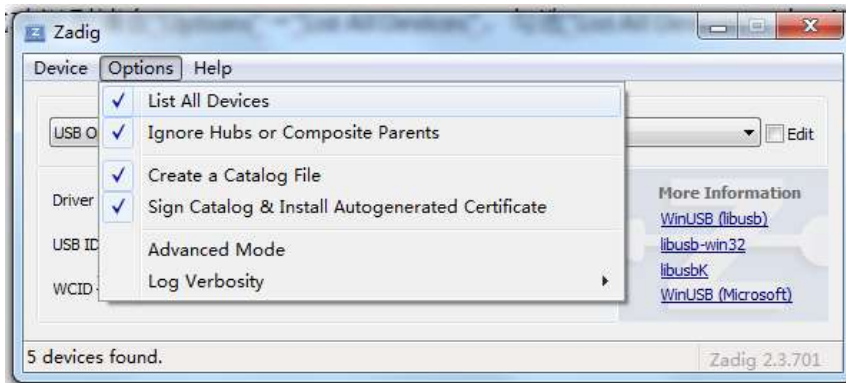 Zadig
Device Options Help
List All Devices
USB O
Ignore Hubs or Composite Parents
Edit
Create a Catalog File
Driver
Sign Catalog & Install Autogenerated Certificate
More Information
WinUSB (libusb)
USB ID
Advanced Mode
libusb-win32
Log Verbosity
libusbK
WCID
WinUSB (Microsoft)
5 devices found.
Zadig 2.3.701